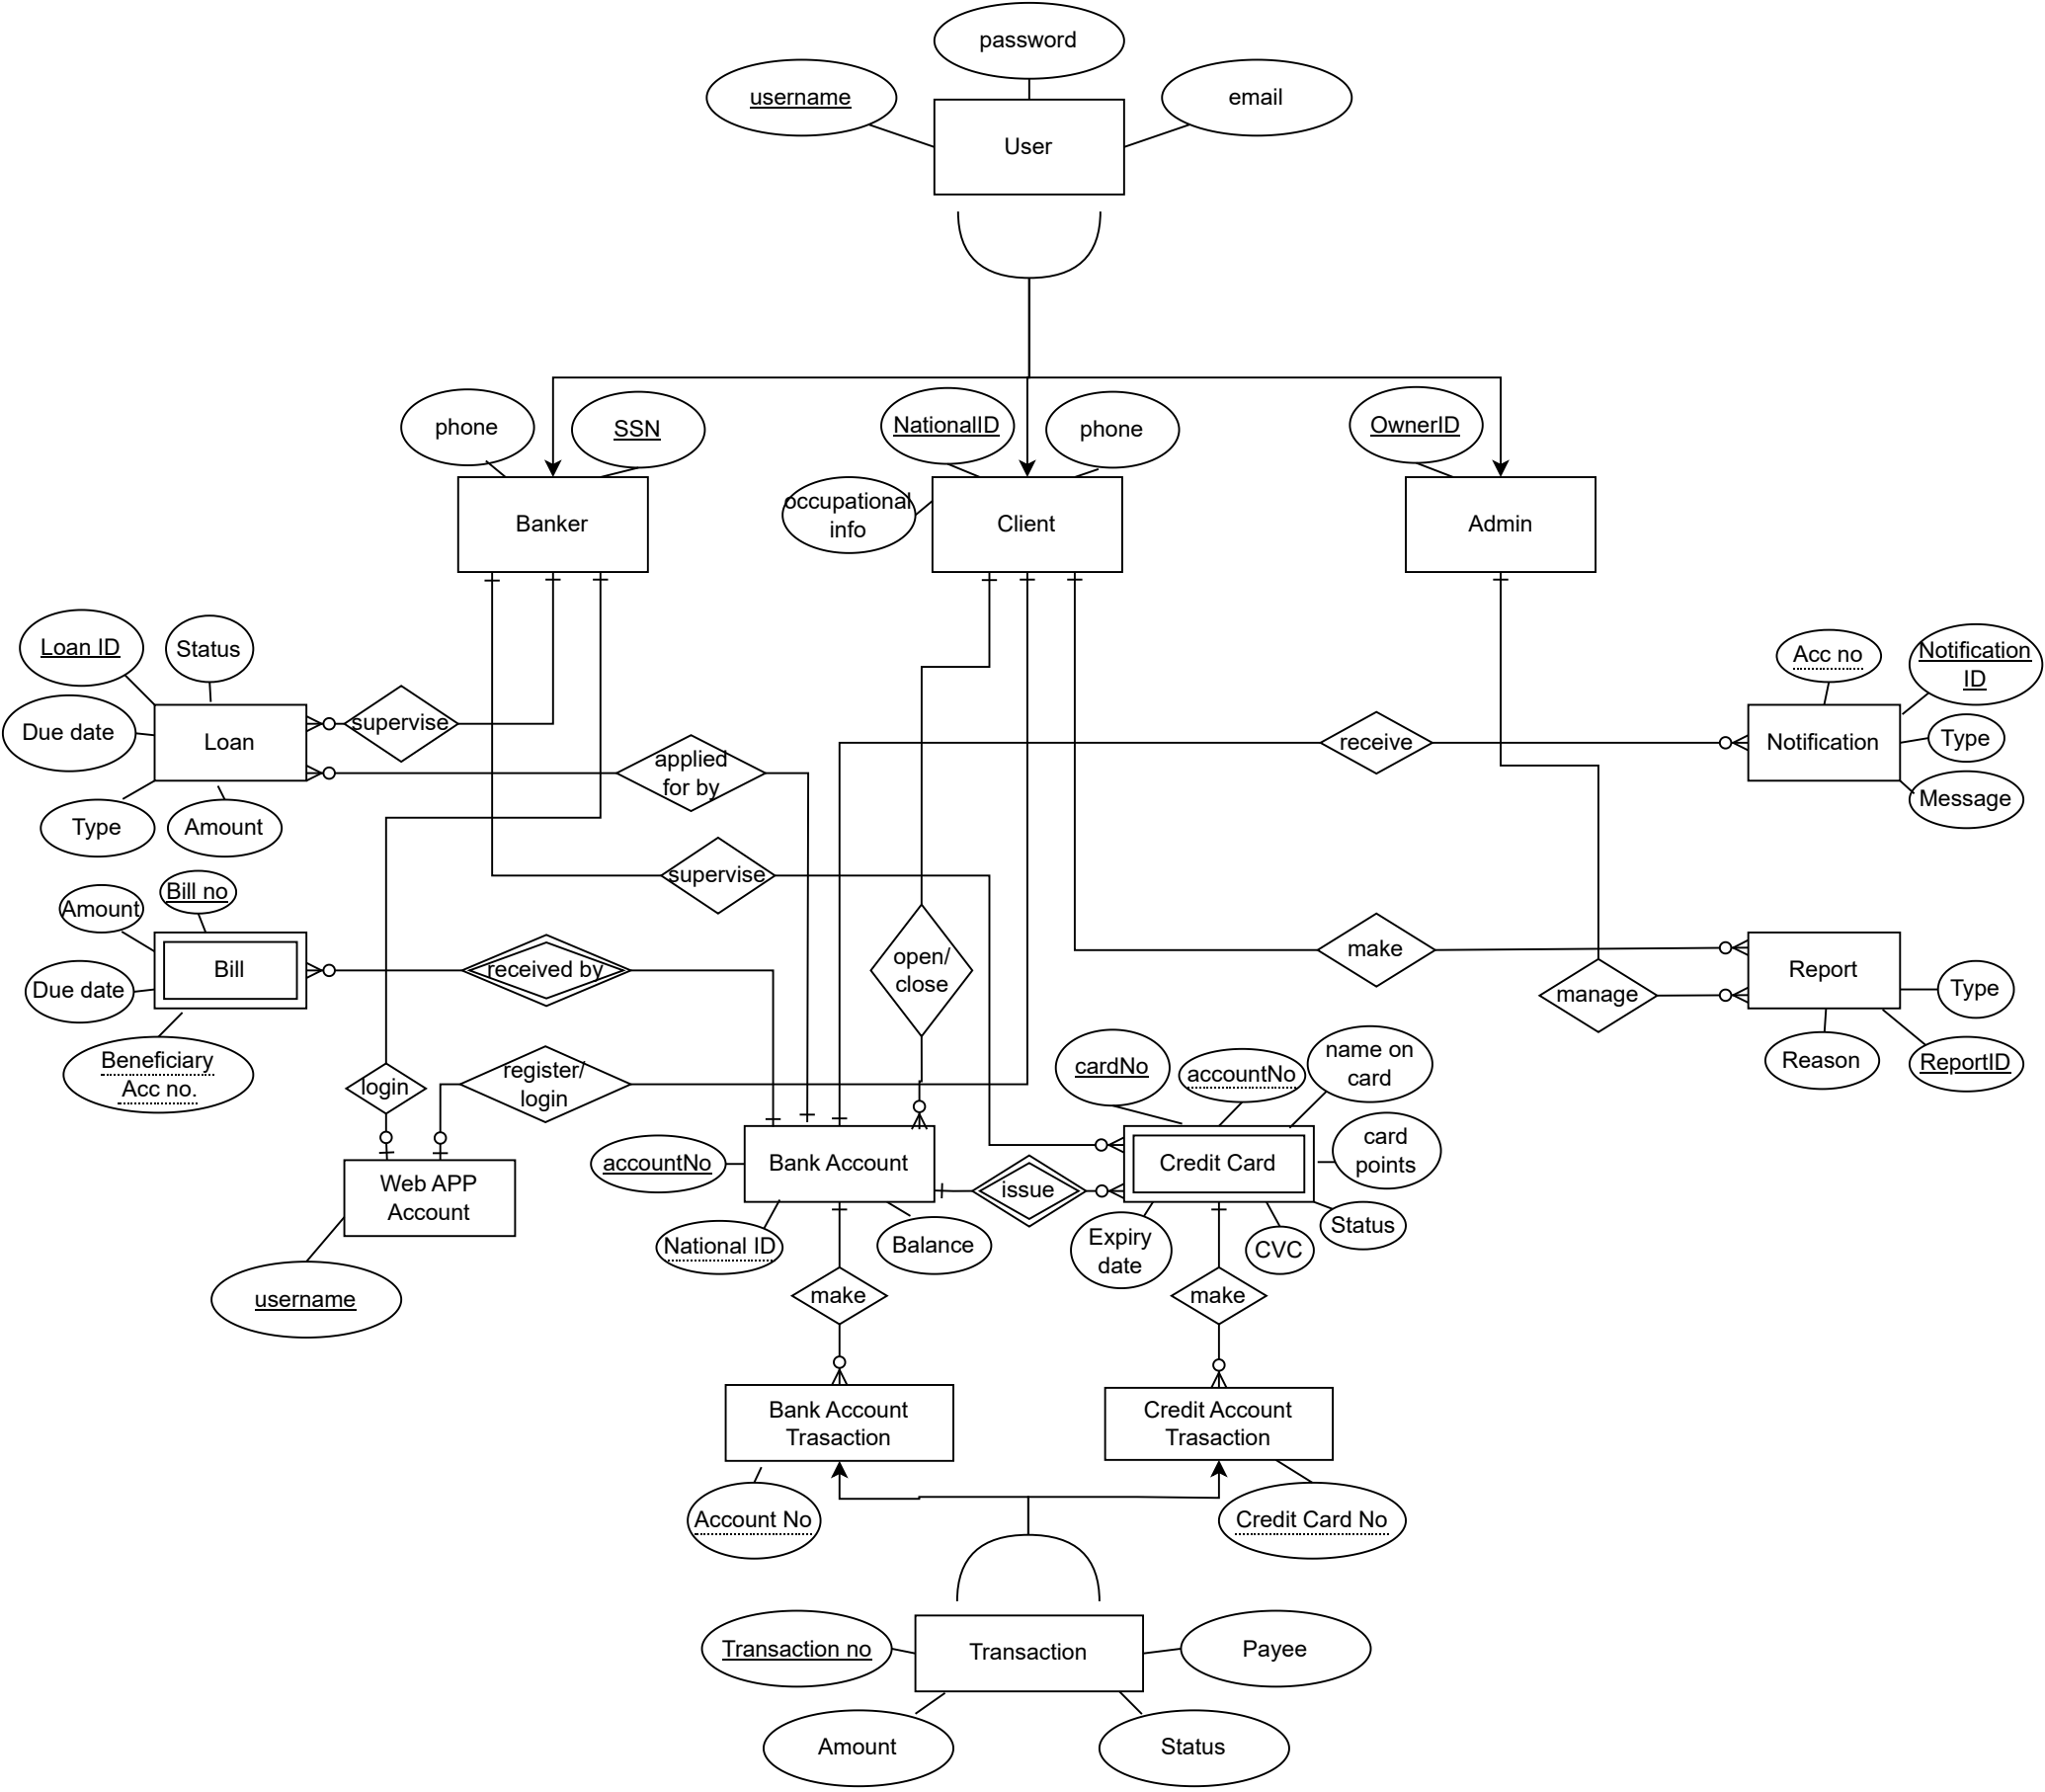 password
username
email
User
phone
SSN
NationalID
phone
OwnerID
occupational
info
Banker
Client
Admin
Loan ID
Status
Due date
Loan
supervise
Type
Amount
applied
for by
receive
Acc no
Notification
ID
Notification
Type
Message
supervise
Amount
Bill no
Bill
Due date
Beneficiary
Acc no.
received by
open/
close
make
manage
Report
Type
Reason
ReportID
login
register/
login
cardNo
accountNo
name on
card
card
points
accountNo
Bank Account
issue
Credit Card
Web APP
Account
National ID
Balance
Expiry
date
CVC
Status
username
make
make
Bank Account
Trasaction
Credit Account
Trasaction
Account No
Credit Card No
Transaction no
Transaction
Payee
Amount
Status